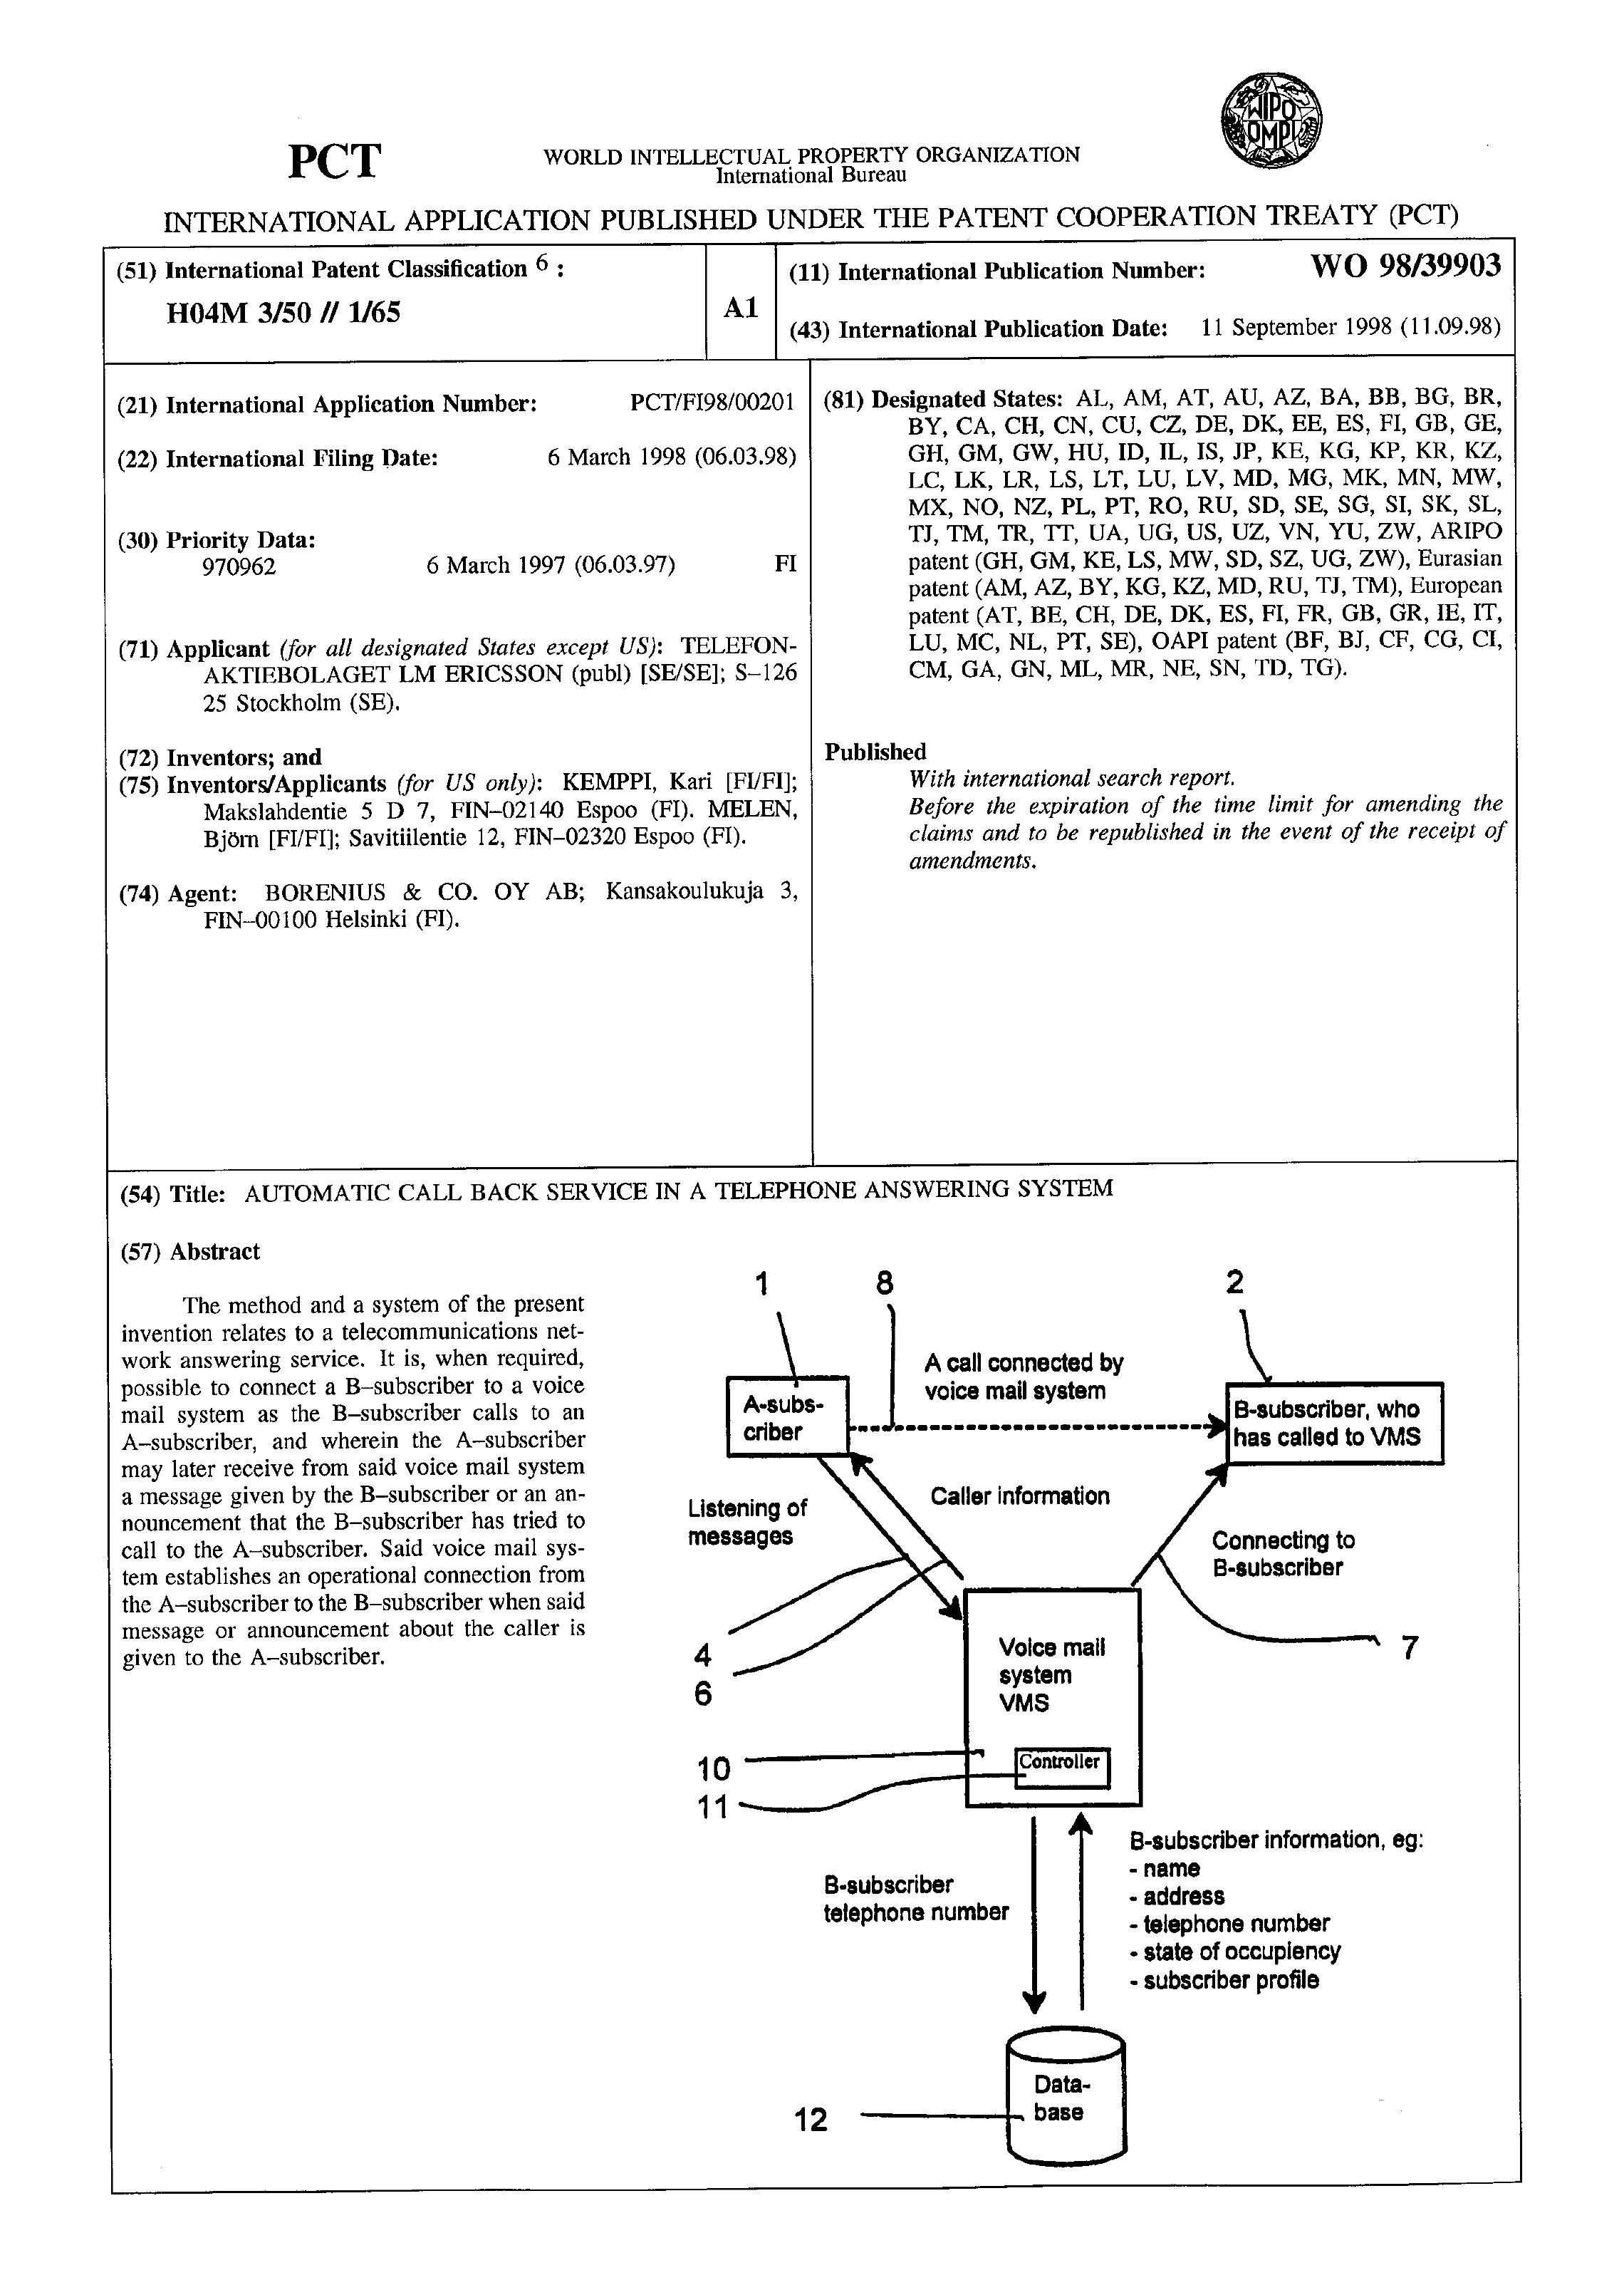 WIPO
OMPI
PCT
WORLD INTELLECTUAL PROPERTY ORGANIZATION
International Bureau
INTERNATIONAL APPLICATION PUBLISHED UNDER THE PATENT COOPERATION TREATY (PCT)
(51) International Patent Classification 6 :
H04M 3/50 // 1/65
A1
(11) International Publication Number: WO 98/39903
(43) International Publication Date: 11 September 1998 (11.09.98)
(21) International Application Number: PCT/FI98/00201
(22) International Filing Date: 6 March 1998 (06.03.98)
(30) Priority Data:
970962 6 March 1997 (06.03.97) FI
(71) Applicant (for all designated States except US): TELEFON-
AKTIEBOLAGET LM ERICSSON (publ) [SE/SE]; S–126
25 Stockholm (SE).
(72) Inventors; and
(75) Inventors/Applicants (for US only): KEMPPI, Kari [FI/FI];
Makslahdentie 5 D 7, FIN–02140 Espoo (FI). MELEN,
Björn [FI/FI]; Savitiilentie 12, FIN–02320 Espoo (FI).
(74) Agent: BORENIUS & CO. OY AB; Kansakoulukuja 3,
FIN–00100 Helsinki (FI).
(81) Designated States: AL, AM, AT, AU, AZ, BA, BB, BG, BR,
BY, CA, CH, CN, CU, CZ, DE, DK, EE, ES, FI, GB, GE,
GH, GM, GW, HU, ID, IL, IS, JP, KE, KG, KP, KR, KZ,
LC, LK, LR, LS, LT, LU, LV, MD, MG, MK, MN, MW,
MX, NO, NZ, PL, PT, RO, RU, SD, SE, SG, SI, SK, SL,
TJ, TM, TR, TT, UA, UG, US, UZ, VN, YU, ZW, ARIPO
patent (GH, GM, KE, LS, MW, SD, SZ, UG, ZW), Eurasian
patent (AM, AZ, BY, KG, KZ, MD, RU, TJ, TM), European
patent (AT, BE, CH, DE, DK, ES, FI, FR, GB, GR, IE, IT,
LU, MC, NL, PT, SE), OAPI patent (BF, BJ, CF, CG, CI,
CM, GA, GN, ML, MR, NE, SN, TD, TG).
Published
With international search report.
Before the expiration of the time limit for amending the
claims and to be republished in the event of the receipt of
amendments.
(54) Title: AUTOMATIC CALL BACK SERVICE IN A TELEPHONE ANSWERING SYSTEM
(57) Abstract
The method and a system of the present
invention relates to a telecommunications net-
work answering service. It is, when required,
possible to connect a B–subscriber to a voice
mail system as the B–subscriber calls to an
A–subscriber, and wherein the A–subscriber
may later receive from said voice mail system
a message given by the B–subscriber or an an-
nouncement that the B–subscriber has tried to
call to the A–subscriber. Said voice mail sys-
tem establishes an operational connection from
the A–subscriber to the B–subscriber when said
message or announcement about the caller is
given to the A–subscriber.
1
8
2
A call connected by
voice mail system
A-subs-
criber
B-subscriber, who
has called to VMS
Caller information
Listening of
messages
Connecting to
B-subscriber
4
6
7
Voice mail
system
VMS
10
Controller
11
B-subscriber
telephone number
B-subscriber information, eg:
- name
- address
- telephone number
- state of occupiency
- subscriber profile
Data-
base
12